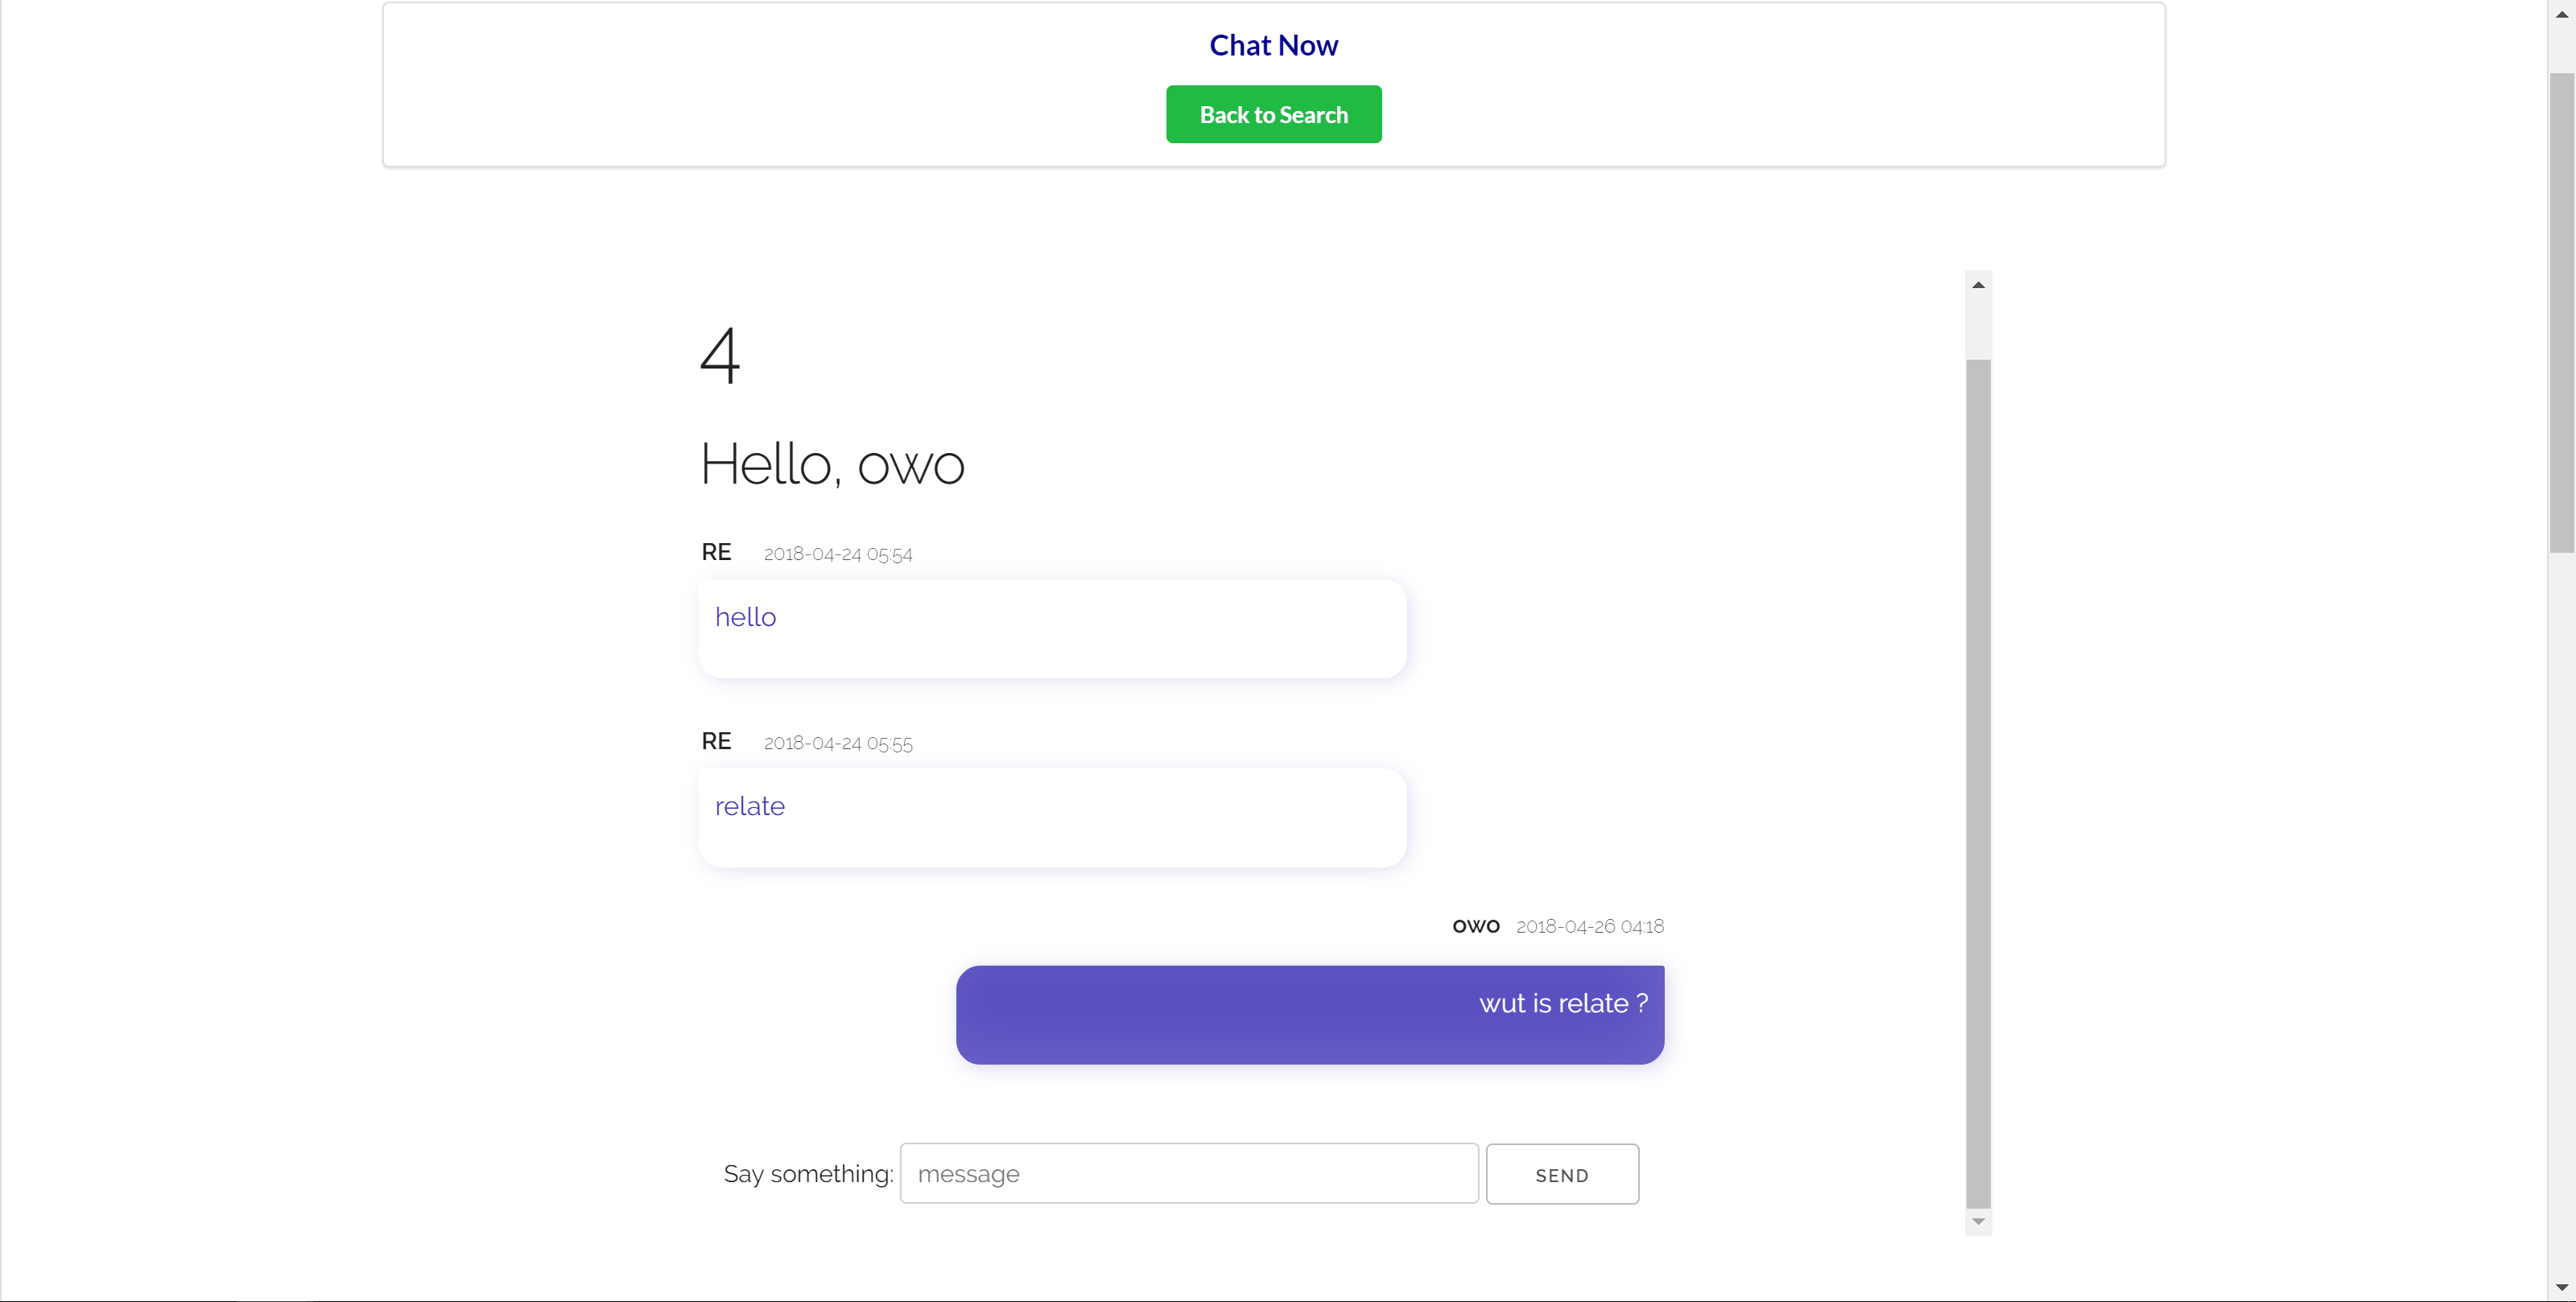 Chat Now
Back to Search
4
Hello, owo
RE 2018-04-24 05:54
hello
RE 2018-04-24 05:55
relate
owo 2018-04-26 04:18
wut is relate ?
Say something: message SEND